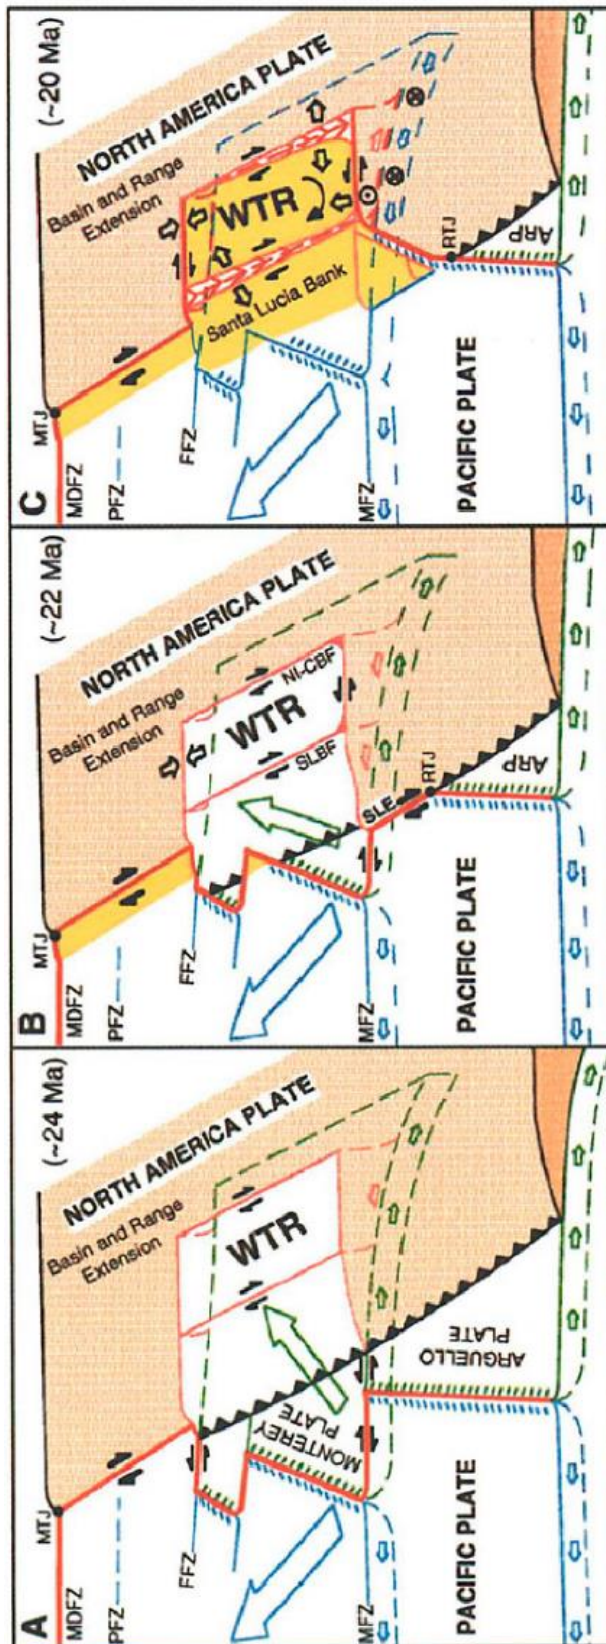 A
(~24 Ma)
NORTH AMERICA PLATE
Basin and Range
Extension
MTJ
MDFZ
PFZ
FFZ
WTR
MONTEREY
PLATE
MFZ
ARGUELLO
PLATE
PACIFIC PLATE
B
(~22 Ma)
NORTH AMERICA PLATE
Basin and Range
Extension
MTJ
MDFZ
PFZ
FFZ
WTR
NI-CBF
SLBF
SLE
MFZ
RTJ
ARP
PACIFIC PLATE
C
(~20 Ma)
NORTH AMERICA PLATE
Basin and Range
Extension
MTJ
MDFZ
PFZ
FFZ
WTR
Santa Lucia Bank
MFZ
RTJ
ARP
PACIFIC PLATE